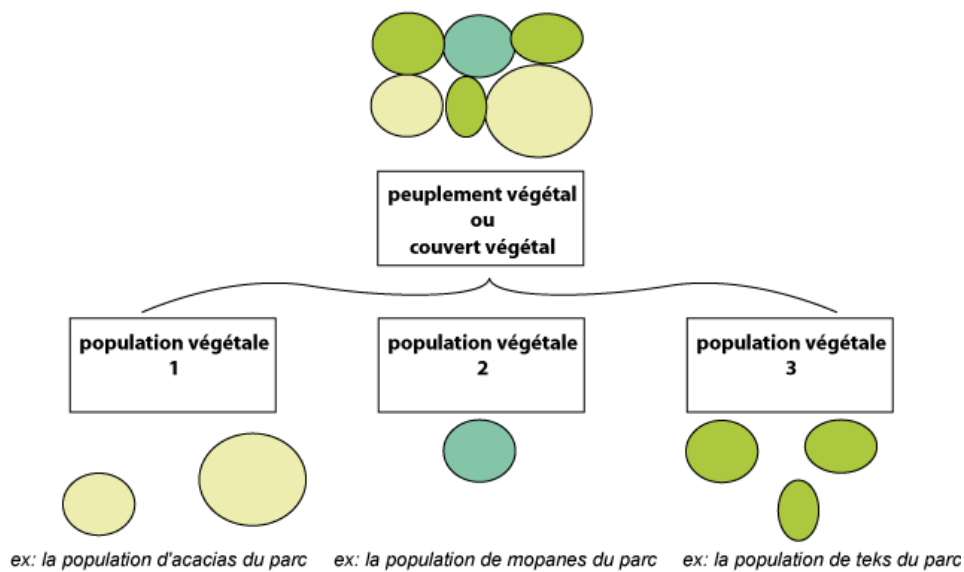 peuplement végétal
ou
couvert végétal
population végétale
1
population végétale
2
population végétale
3
ex: la population d'acacias du parc
ex: la population de mopanes du parc
ex: la population de teks du parc